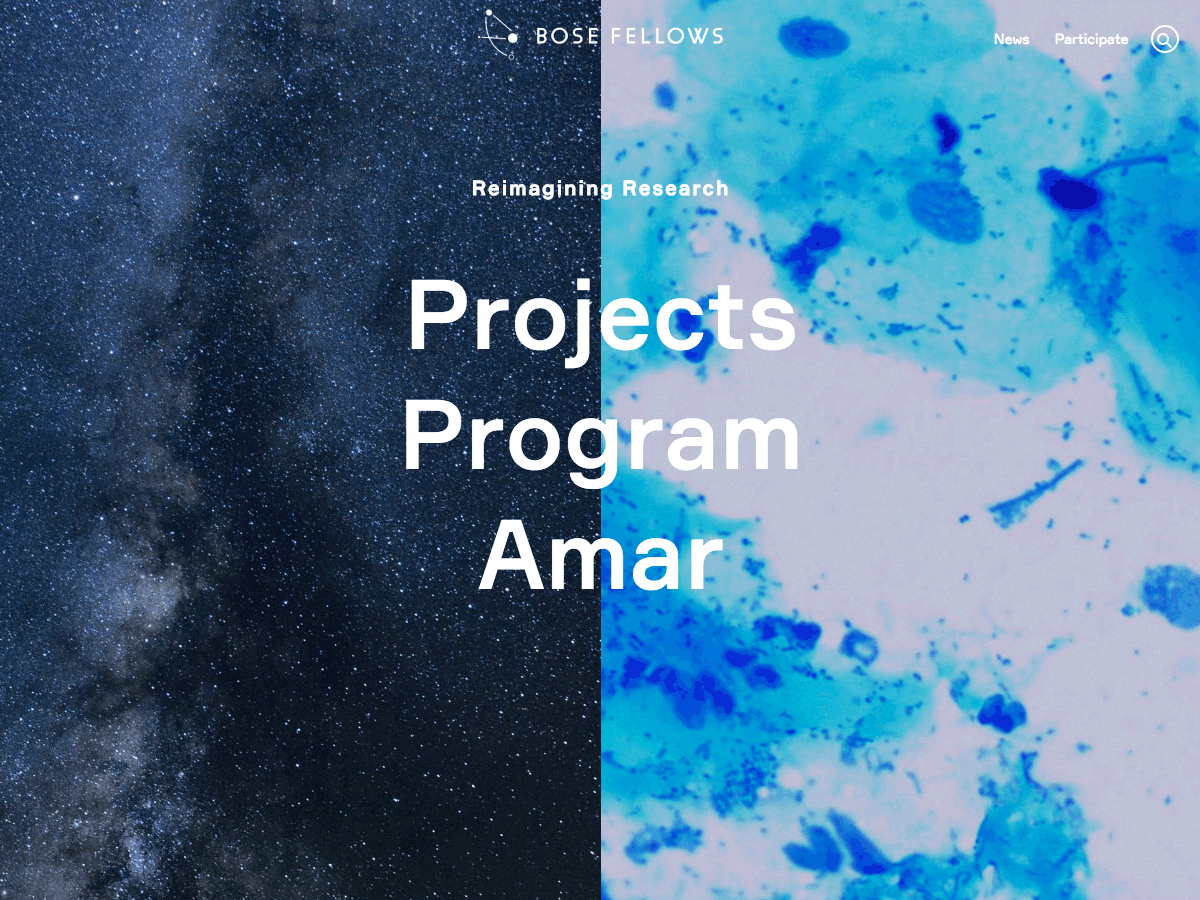 BOSE FELLOWS
News
Participate
Reimagining Research
Projects
Program
Amar